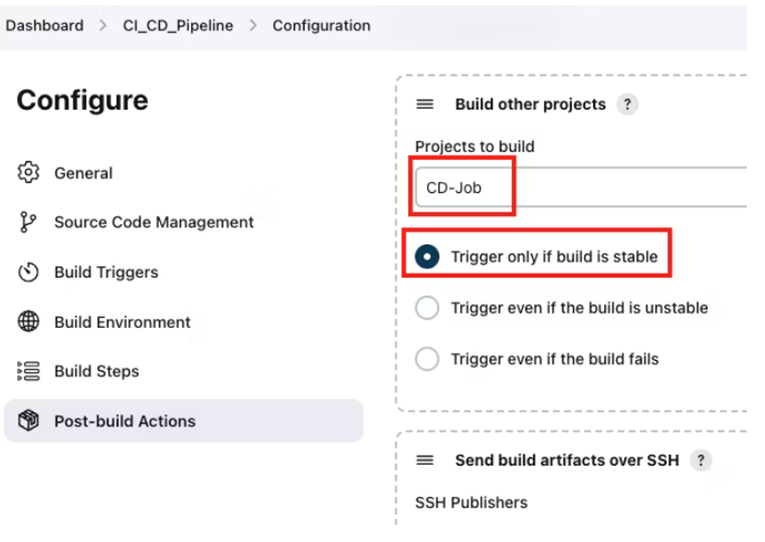 Dashboard > CI_CD_Pipeline > Configuration
Configure
General
Source Code Management
Build Triggers
Build Environment
Build Steps
Post-build Actions
Build other projects ?
Projects to build
CD-Job
Trigger only if build is stable
Trigger even if the build is unstable
Trigger even if the build fails
Send build artifacts over SSH ?
SSH Publishers